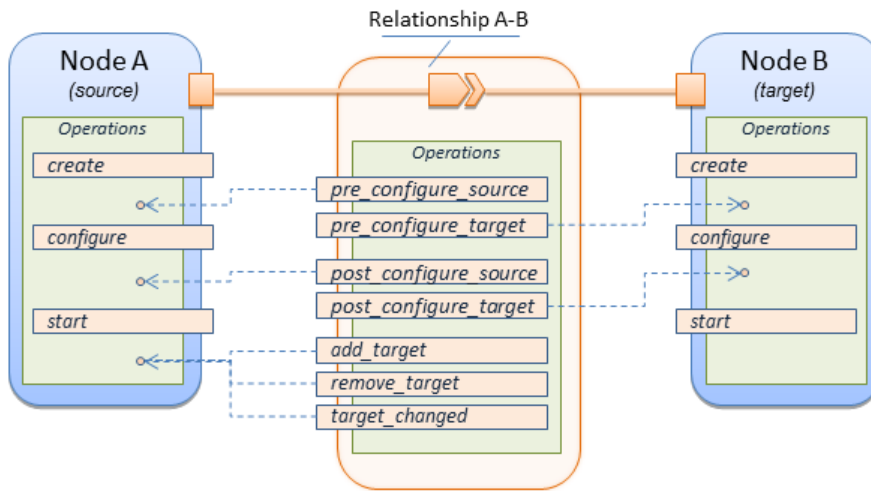 Relationship A-B
Node A
(source)
Operations
create
configure
start
Operations
pre_configure_source
pre_configure_target
post_configure_source
post_configure_target
add_target
remove_target
target_changed
Node B
(target)
Operations
create
configure
start